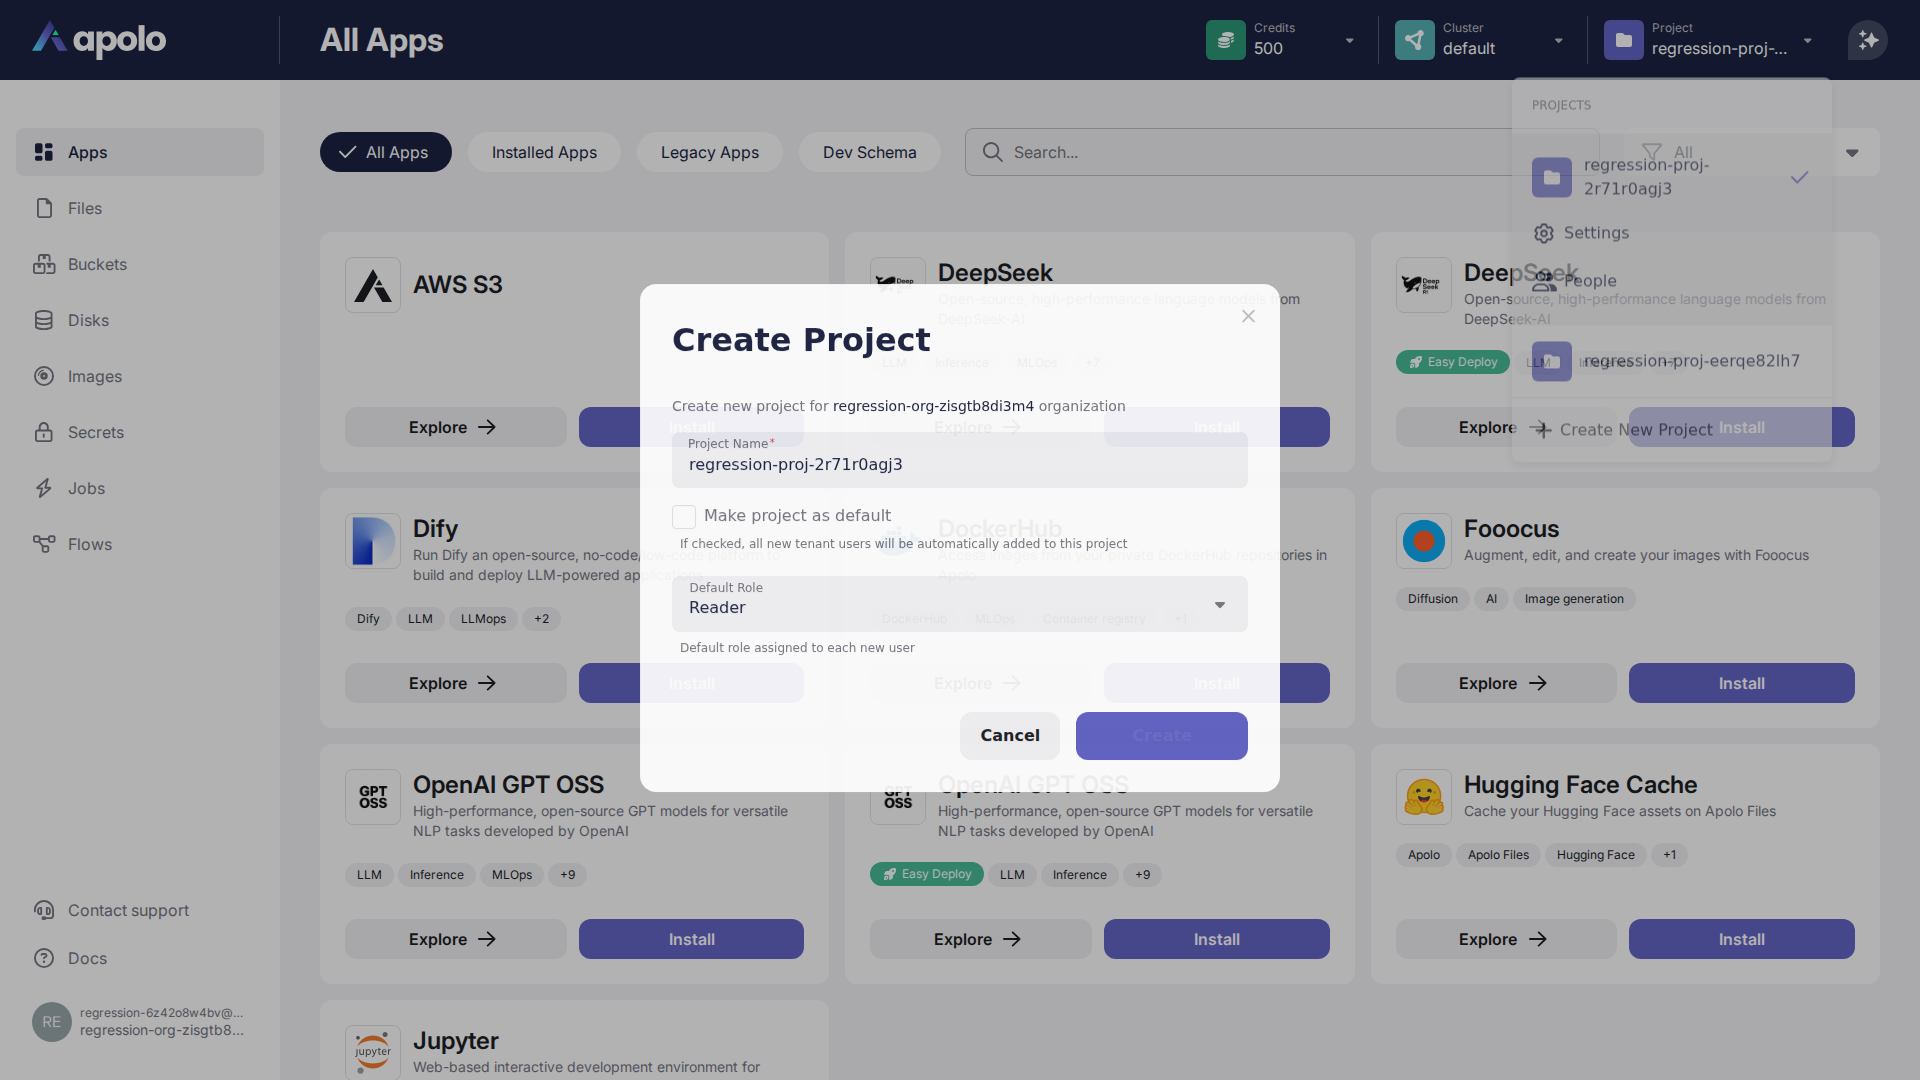 apolo
All Apps
Credits
500
Cluster
default
Project
regression-proj-...
Apps
Files
Buckets
Disks
Images
Secrets
Jobs
Flows
Contact support
Docs
RE
regression-6z42o8w4bv@...
regression-org-zisgtb8...
All Apps
Installed Apps
Legacy Apps
Dev Schema
Search...
All
PROJECTS
regression-proj-
2r71r0agj3
Settings
People
regression-proj-eerqe82lh7
Create New Project
AWS S3
Explore
Install
DeepSeek
Open-source, high-performance language models from
DeepSeek-AI
LLM
Inference
MLOps
+7
Explore
Install
DeepSeek
Open-source, high-performance language models from
DeepSeek-AI
Easy Deploy
LLM
Explore
Install
Create Project
Create new project for regression-org-zisgtb8di3m4 organization
Project Name*
regression-proj-2r71r0agj3
Make project as default
If checked, all new tenant users will be automatically added to this project
Default Role
Reader
Default role assigned to each new user
Cancel
Create
Dify
Run Dify an open-source, no-code/low-code platform to
build and deploy LLM-powered applications
Dify
LLM
LLMops
+2
Explore
Install
DockerHub
Access images from your private DockerHub repositories in
Apolo
DockerHub
MLOps
Container registry
+1
Explore
Install
Fooocus
Augment, edit, and create your images with Fooocus
Diffusion
AI
Image generation
Explore
Install
GPT
OSS
OpenAI GPT OSS
High-performance, open-source GPT models for versatile
NLP tasks developed by OpenAI
LLM
Inference
MLOps
+9
Explore
Install
GPT
OSS
OpenAI GPT OSS
High-performance, open-source GPT models for versatile
NLP tasks developed by OpenAI
Easy Deploy
LLM
Inference
+9
Explore
Install
Hugging Face Cache
Cache your Hugging Face assets on Apolo Files
Apolo
Apolo Files
Hugging Face
+1
Explore
Install
jupyter
Jupyter
Web-based interactive development environment for